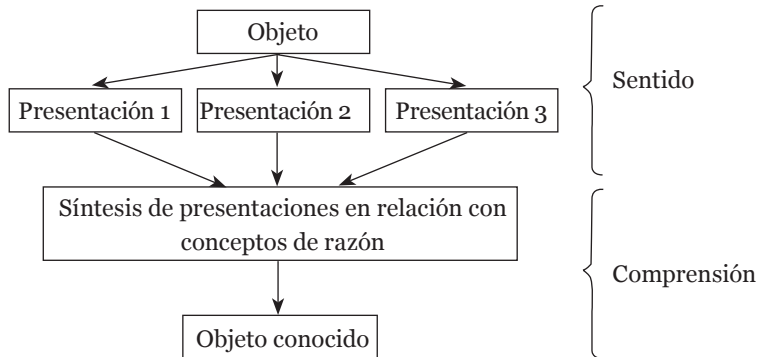 Objeto
Sentido
Presentación 1
Presentación 2
Presentación 3
Síntesis de presentaciones en relación con
conceptos de razón
Comprensión
Objeto conocido